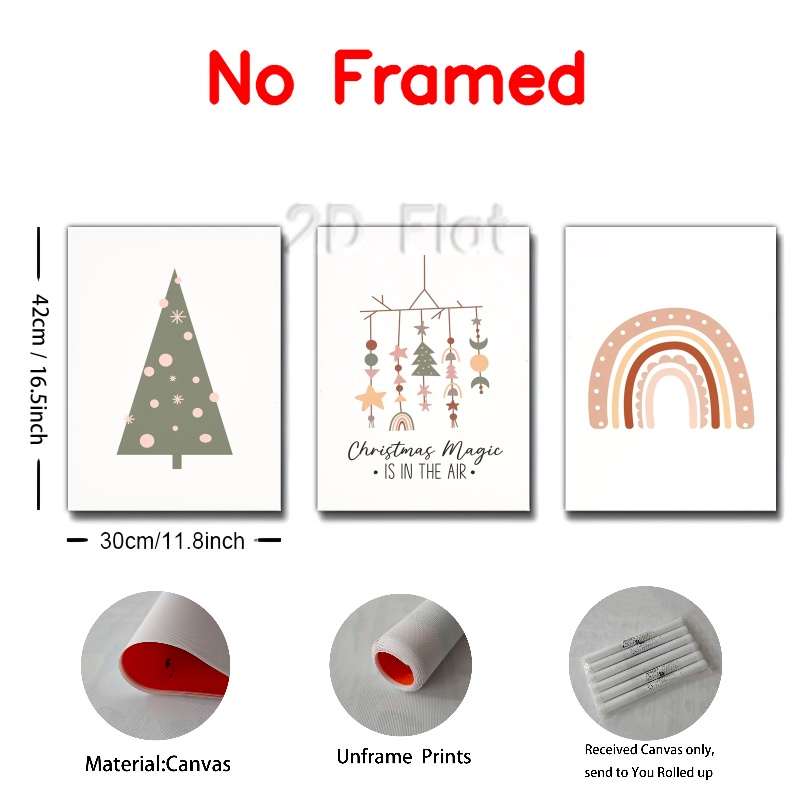 No Framed
2D Flat
42cm / 16.5inch
Christmas Magic
• IS IN THE AIR •
30cm/11.8inch
Material:Canvas
Unframe Prints
Received Canvas only,
send to You Rolled up